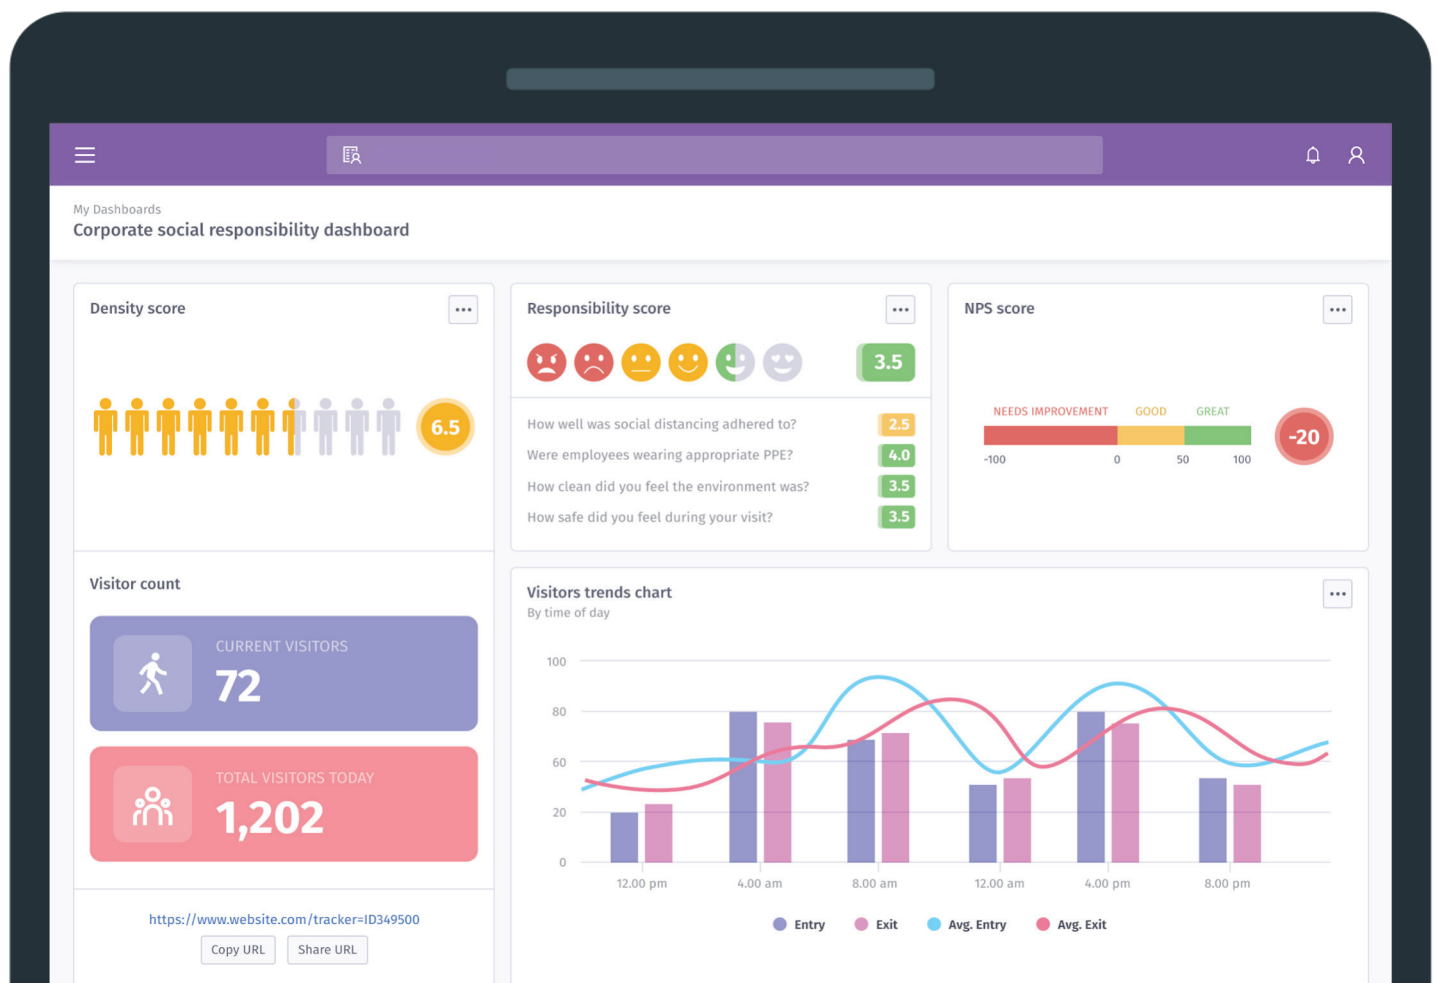 My Dashboards
Corporate social responsibility dashboard
Density score
6.5
Visitor count
CURRENT VISITORS
72
TOTAL VISITORS TODAY
1,202
https://www.website.com/tracker=ID349500
Copy URL
Share URL
Responsibility score
3.5
How well was social distancing adhered to? 2.5
Were employees wearing appropriate PPE? 4.0
How clean did you feel the environment was? 3.5
How safe did you feel during your visit? 3.5
NPS score
NEEDS IMPROVEMENT GOOD GREAT
-100 0 50 100
-20
Visitors trends chart
By time of day
100
80
60
20
0
12.00 pm 4.00 am 8.00 am 12.00 am 4.00 pm 8.00 pm
Entry Exit Avg. Entry Avg. Exit